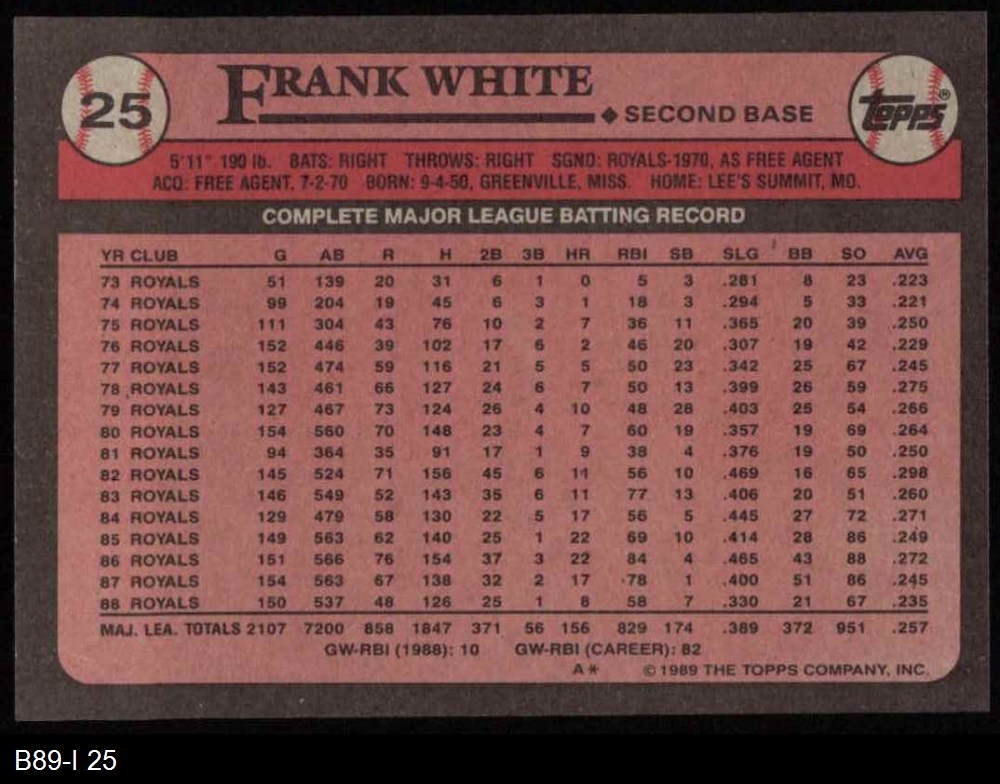 25
FRANK WHITE
◆ SECOND BASE
Topps®
5'11" 190 lb. BATS: RIGHT THROWS: RIGHT SGND: ROYALS-1970, AS FREE AGENT
ACQ: FREE AGENT, 7-2-70 BORN: 9-4-50, GREENVILLE, MISS. HOME: LEE'S SUMMIT, MO.
COMPLETE MAJOR LEAGUE BATTING RECORD
YR CLUB G AB R H 2B 3B HR RBI SB SLG BB SO AVG
73 ROYALS 51 139 20 31 6 1 0 5 3 .281 8 23 .223
74 ROYALS 99 204 19 45 6 3 1 18 3 .294 5 33 .221
75 ROYALS 111 304 43 76 10 2 7 36 11 .365 20 39 .250
76 ROYALS 152 446 39 102 17 6 2 46 20 .307 19 42 .229
77 ROYALS 152 474 59 116 21 5 5 50 23 .342 25 67 .245
78 ROYALS 143 461 66 127 24 6 7 50 13 .399 26 59 .275
79 ROYALS 127 467 73 124 26 4 10 48 28 .403 25 54 .266
80 ROYALS 154 560 70 148 23 4 7 60 19 .357 19 69 .264
81 ROYALS 94 364 35 91 17 1 9 38 4 .376 19 50 .250
82 ROYALS 145 524 71 156 45 6 11 56 10 .469 16 65 .298
83 ROYALS 146 549 52 143 35 6 11 77 13 .406 20 51 .260
84 ROYALS 129 479 58 130 22 5 17 56 5 .445 27 72 .271
85 ROYALS 149 563 62 140 25 1 22 69 10 .414 28 86 .249
86 ROYALS 151 566 76 154 37 3 22 84 4 .465 43 88 .272
87 ROYALS 154 563 67 138 32 2 17 78 1 .400 51 86 .245
88 ROYALS 150 537 48 126 25 1 8 58 7 .330 21 67 .235
MAJ. LEA. TOTALS 2107 7200 858 1847 371 56 156 829 174 .389 372 951 .257
GW-RBI (1988): 10 GW-RBI (CAREER): 82
A* © 1989 THE TOPPS COMPANY, INC.
B89-I 25